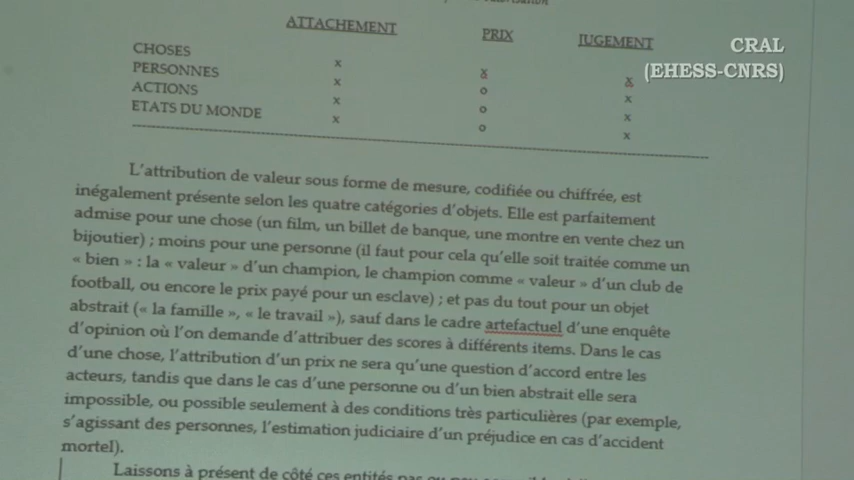 ATTACHEMENT PRIX JUGEMENT
CRAL
(EHESS-CNRS)
CHOSES x x x
PERSONNES x o x
ACTIONS x o x
ETATS DU MONDE x o x
L’attribution de valeur sous forme de mesure, codifiée ou chiffrée, est
inégalement présente selon les quatre catégories d’objets. Elle est parfaitement
admise pour une chose (un film, un billet de banque, une montre en vente chez un
bijoutier) ; moins pour une personne (il faut pour cela qu’elle soit traitée comme un
« bien » : la « valeur » d’un champion, le champion comme « valeur » d’un club de
football, ou encore le prix payé pour un esclave) ; et pas du tout pour un objet
abstrait (« la famille », « le travail »), sauf dans le cadre artefactuel d’une enquête
d’opinion où l’on demande d’attribuer des scores à différents items. Dans le cas
d’une chose, l’attribution d’un prix ne sera qu’une question d’accord entre les
acteurs, tandis que dans le cas d’une personne ou d’un bien abstrait elle sera
impossible, ou possible seulement à des conditions très particulières (par exemple,
s’agissant des personnes, l’estimation judiciaire d’un préjudice en cas d’accident
mortel).
Laissons à présent de côté ces entités pas ou peu